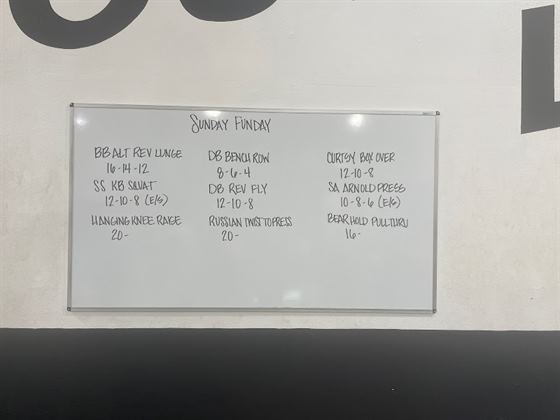 SUNDAY FUNDAY
BB ALT REV LUNGE
16-14-12
SS KB SQUAT
12-10-8 (E/S)
HANGING KNEE RAISE
20-
DB BENCH ROW
8-6-4
DB REV FLY
12-10-8
RUSSIAN TWIST TO PRESS
20-
CURTSY BOX OVER
12-10-8
SA ARNOLD PRESS
10-8-6 (E/S)
BEAR HOLD PULLTHRU
16-